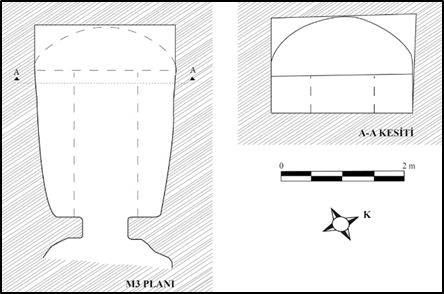 A A
M3 PLANI
A-A KESİTİ
0 2 m
K